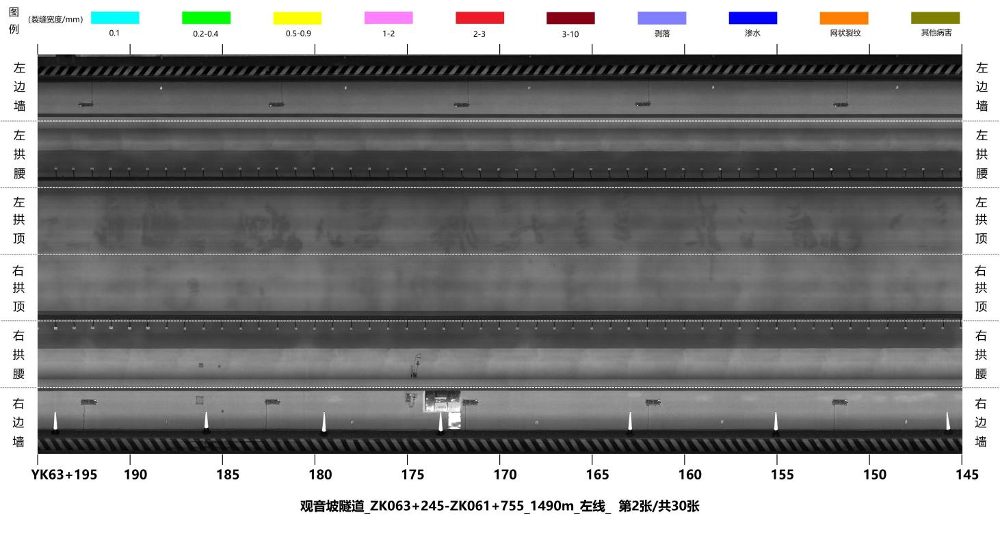 图例
(裂缝宽度/mm)
0.1
0.2-0.4
0.5-0.9
1-2
2-3
3-10
剥落
渗水
网状裂纹
其他病害
左边墙
左边墙
左拱腰
左拱腰
左拱顶
左拱顶
右拱顶
右拱顶
右拱腰
右拱腰
右边墙
右边墙
YK63+195 190 185 180 175 170 165 160 155 150 145
观音坡隧道_ZK063+245-ZK061+755_1490m_左线_ 第2张/共30张